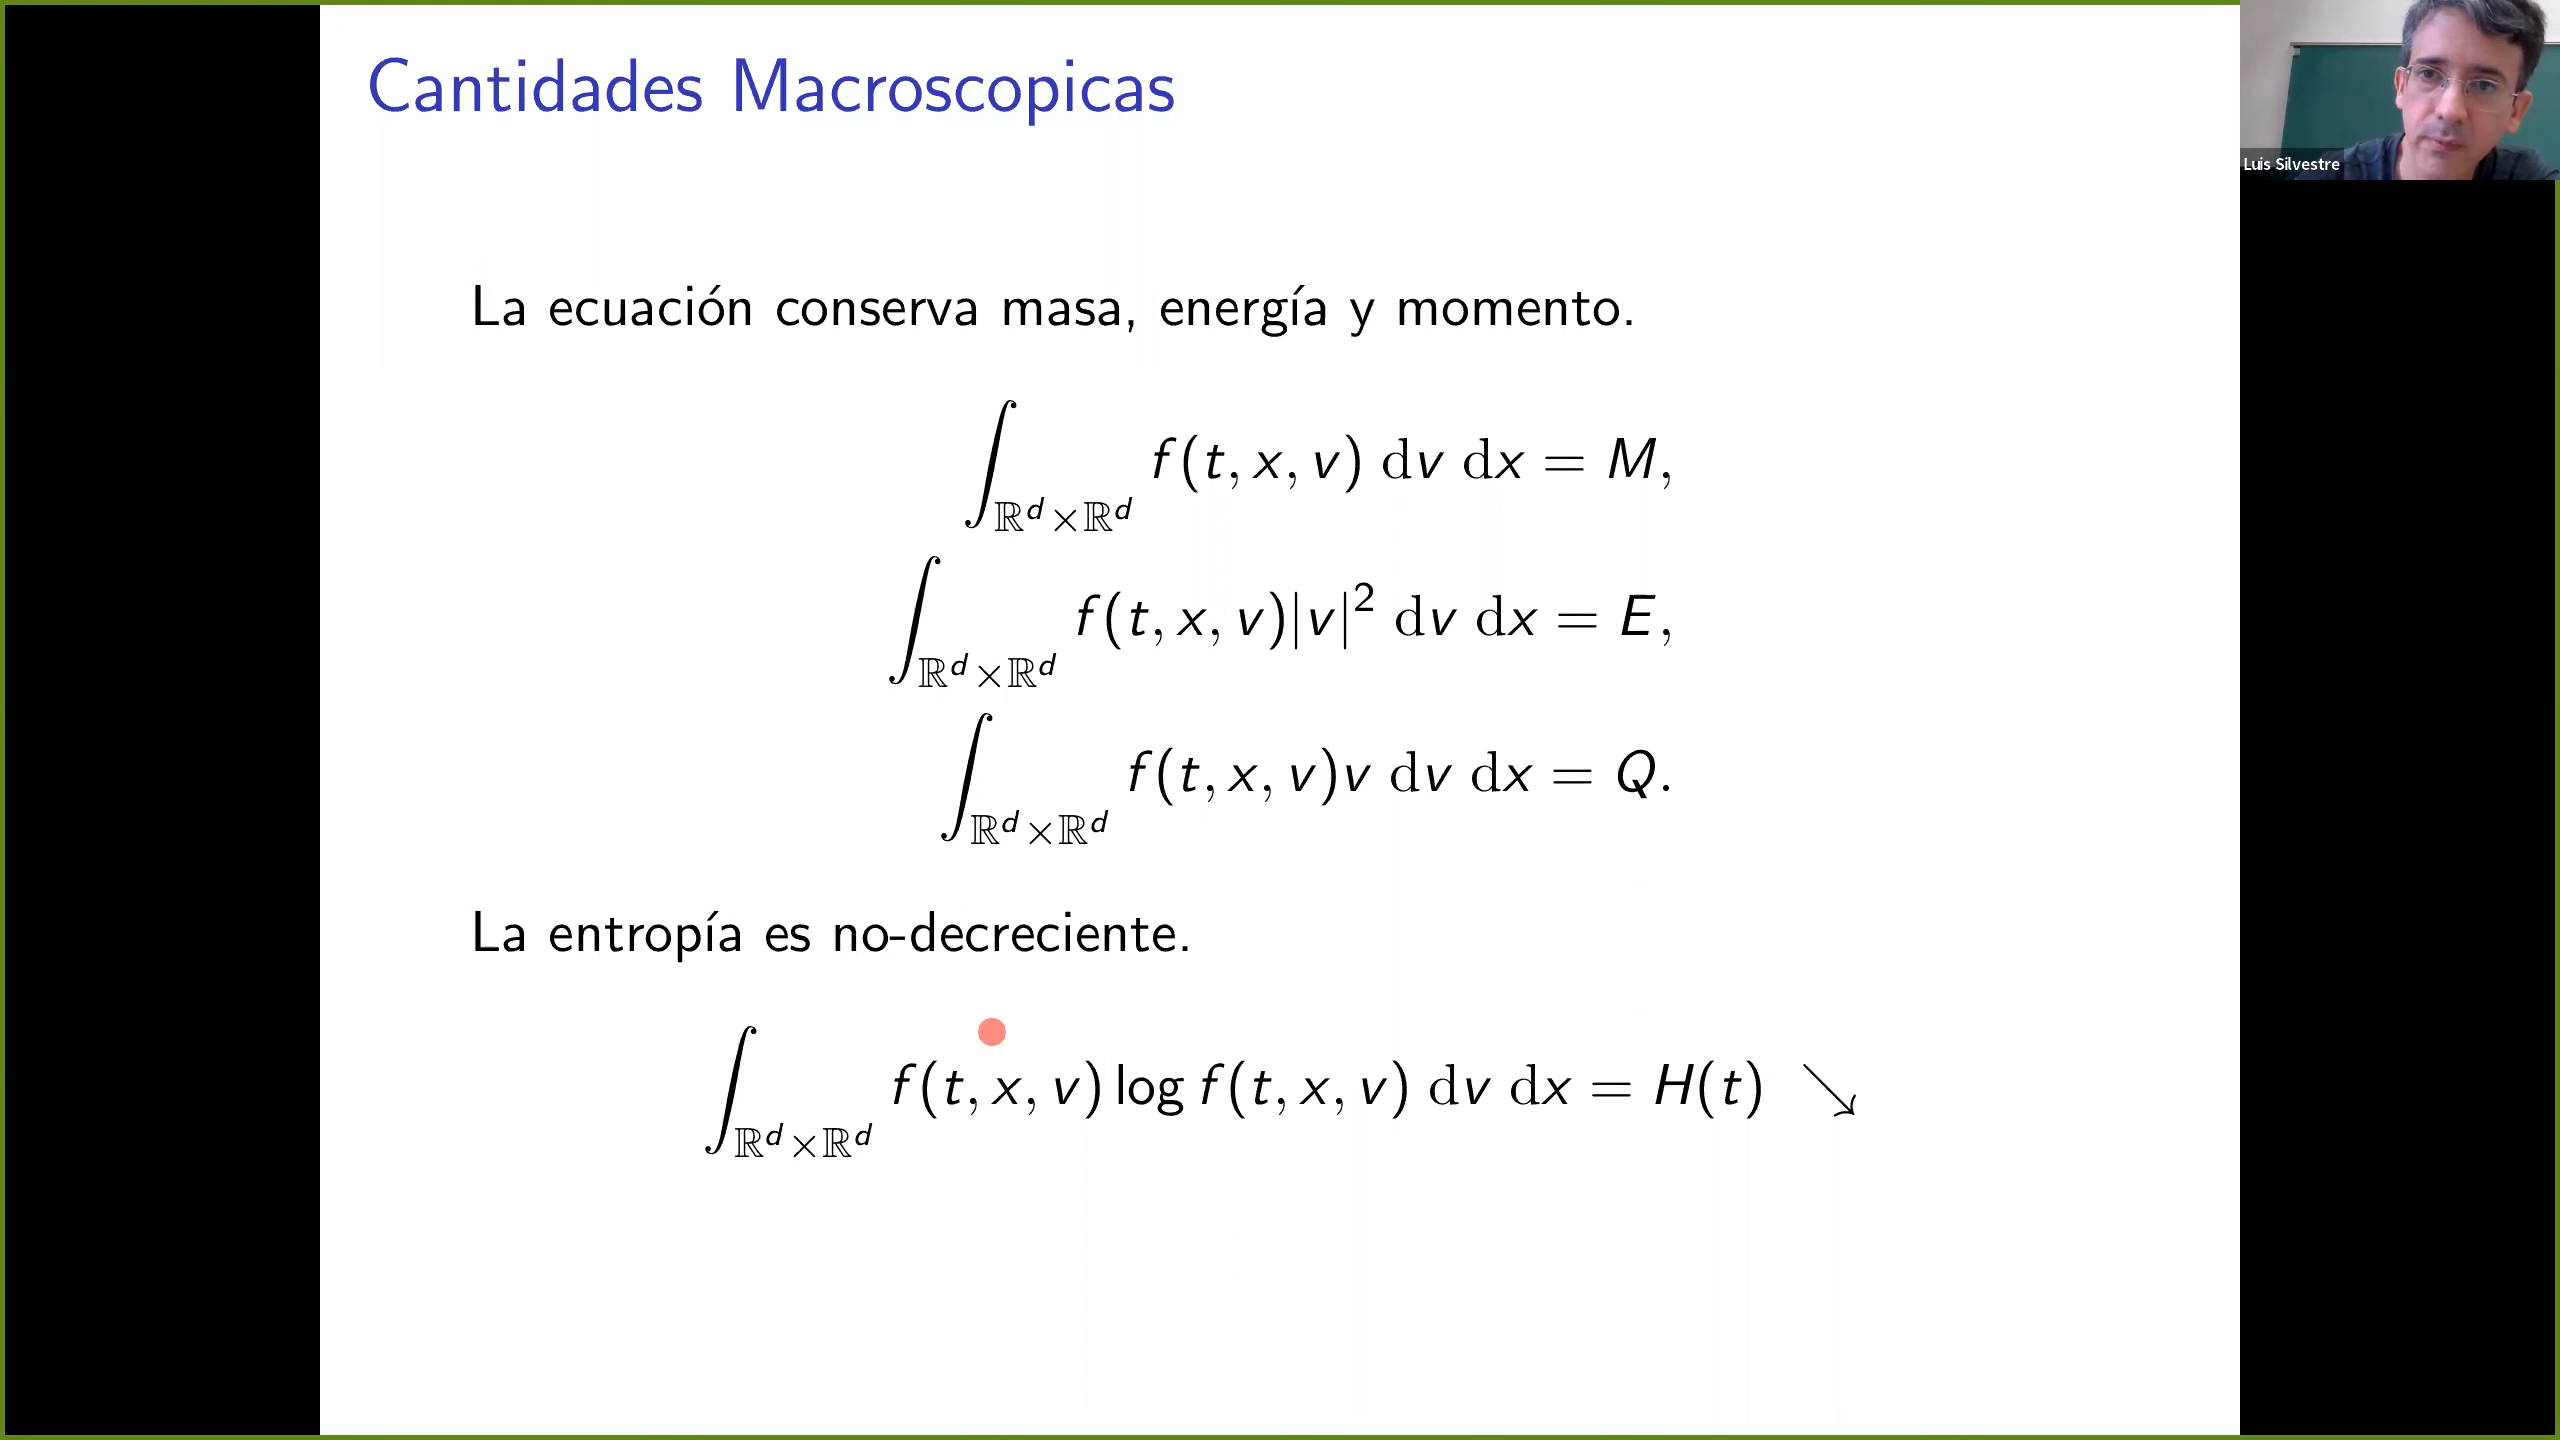 Cantidades Macroscopicas
Luis Silvestre
La ecuación conserva masa, energía y momento.
∫_{ℝ^d×ℝ^d} f(t, x, v) dv dx = M,
∫_{ℝ^d×ℝ^d} f(t, x, v)|v|² dv dx = E,
∫_{ℝ^d×ℝ^d} f(t, x, v)v dv dx = Q.
La entropía es no-decreciente.
∫_{ℝ^d×ℝ^d} f(t, x, v) log f(t, x, v) dv dx = H(t) ↘